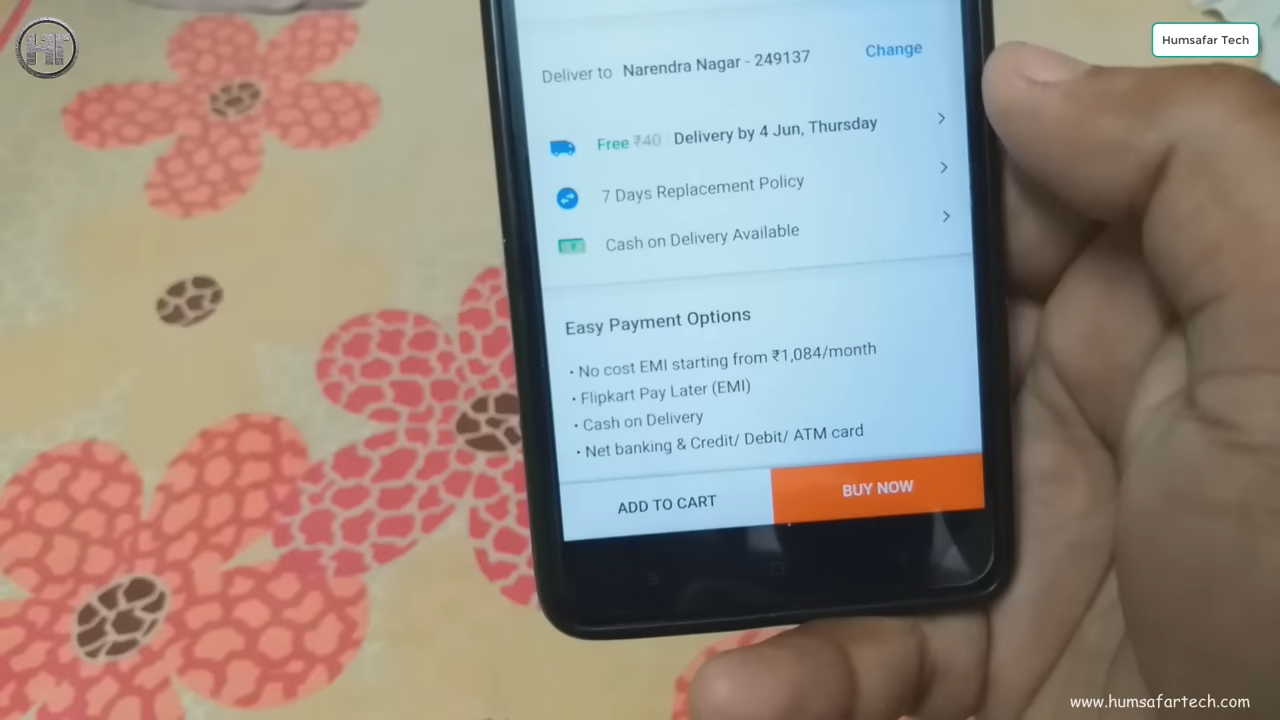 HT
Humsafar Tech
Deliver to Narendra Nagar - 249137 Change
Free ₹40 Delivery by 4 Jun, Thursday
7 Days Replacement Policy
Cash on Delivery Available
Easy Payment Options
• No cost EMI starting from ₹1,084/month
• Flipkart Pay Later (EMI)
• Cash on Delivery
• Net banking & Credit/ Debit/ ATM card
ADD TO CART BUY NOW
www.humsafartech.com